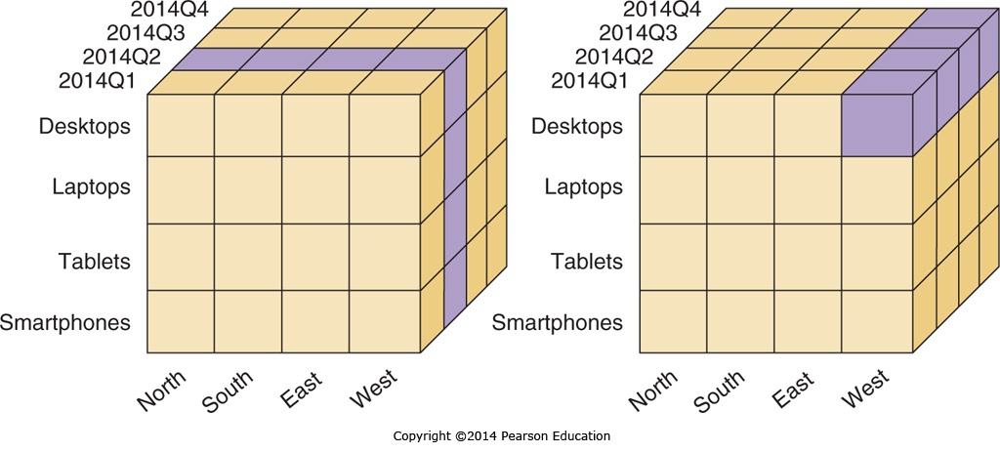 2014Q4
2014Q3
2014Q2
2014Q1
Desktops
Laptops
Tablets
Smartphones
North
South
East
West
2014Q4
2014Q3
2014Q2
2014Q1
Desktops
Laptops
Tablets
Smartphones
North
South
East
West
Copyright ©2014 Pearson Education